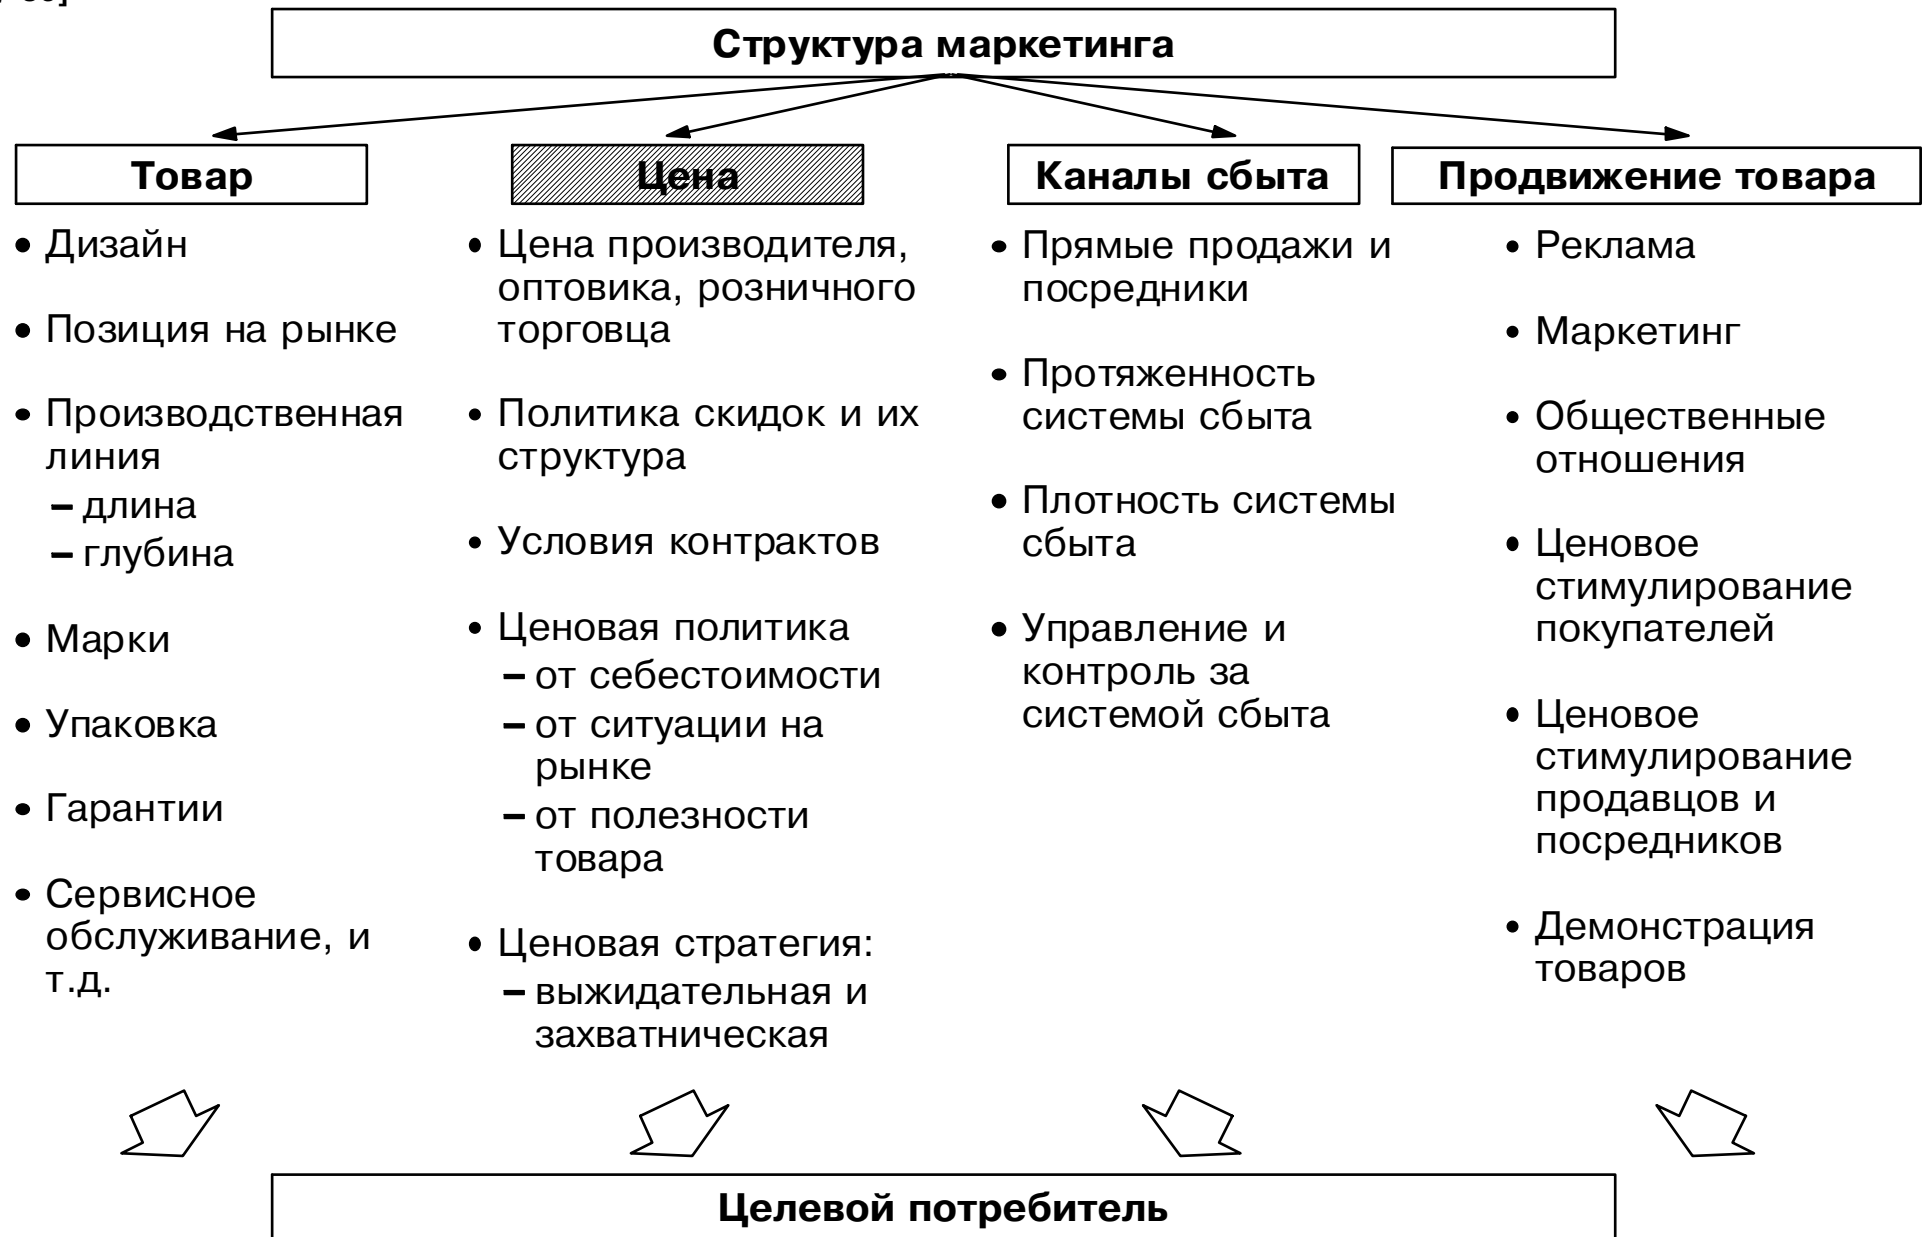 Структура маркетинга
Товар
• Дизайн
• Позиция на рынке
• Производственная
линия
– длина
– глубина
• Марки
• Упаковка
• Гарантии
• Сервисное
обслуживание, и
т.д.
Цена
• Цена производителя,
оптовика, розничного
торговца
• Политика скидок и их
структура
• Условия контрактов
• Ценовая политика
– от себестоимости
– от ситуации на
рынке
– от полезности
товара
• Ценовая стратегия:
– выжидательная и
захватническая
Каналы сбыта
• Прямые продажи и
посредники
• Протяженность
системы сбыта
• Плотность системы
сбыта
• Управление и
контроль за
системой сбыта
Продвижение товара
• Реклама
• Маркетинг
• Общественные
отношения
• Ценовое
стимулирование
покупателей
• Ценовое
стимулирование
продавцов и
посредников
• Демонстрация
товаров
Целевой потребитель